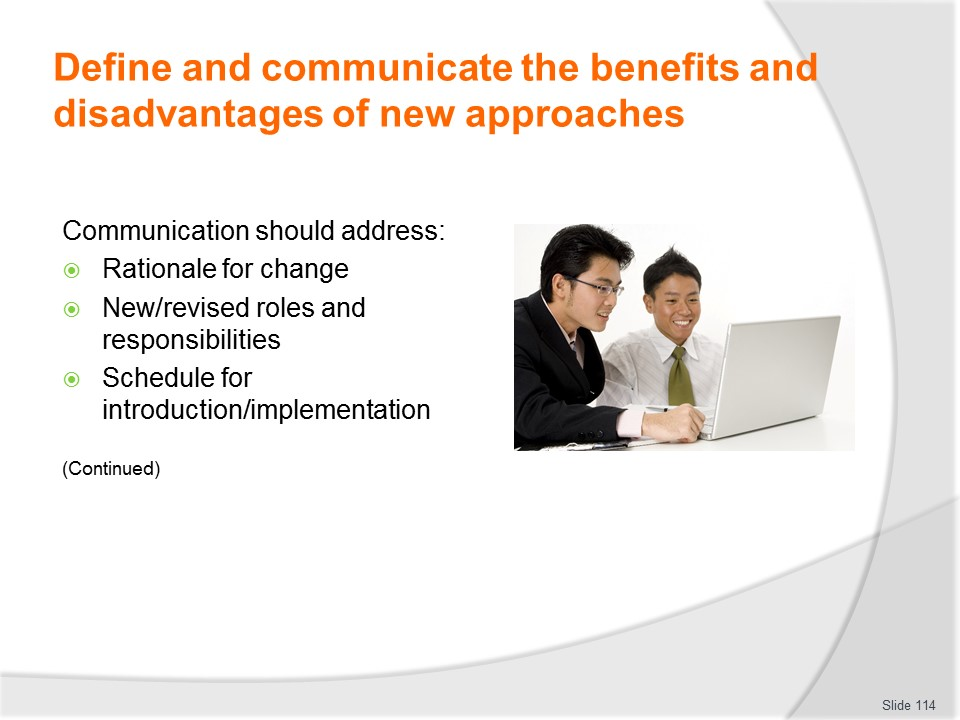 Define and communicate the benefits and
disadvantages of new approaches
Communication should address:
Rationale for change
New/revised roles and
responsibilities
Schedule for
introduction/implementation
(Continued)
Slide 114